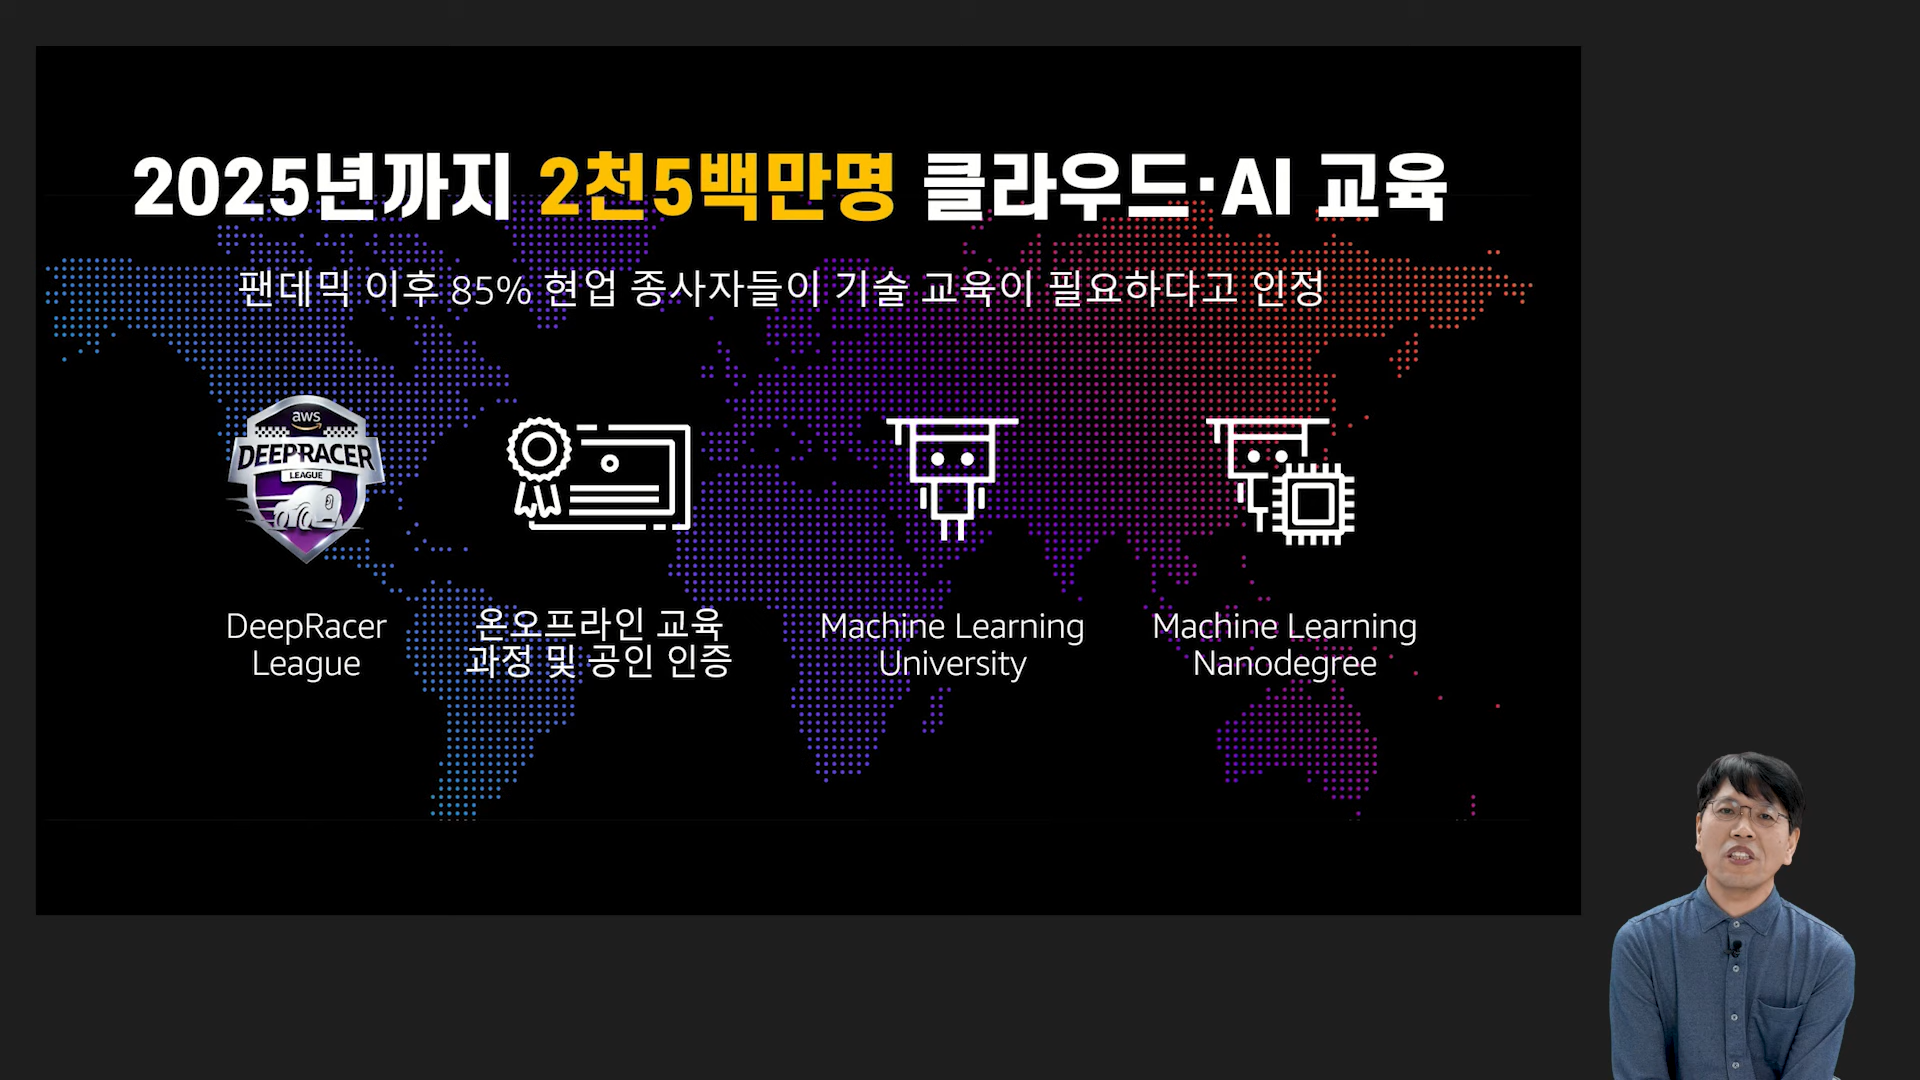 2025년까지 2천5백만명 클라우드·AI 교육
팬데믹 이후 85% 현업 종사자들이 기술 교육이 필요하다고 인정
aws
DEEPRACER
LEAGUE
DeepRacer
League
온오프라인 교육
과정 및 공인 인증
Machine Learning
University
Machine Learning
Nanodegree